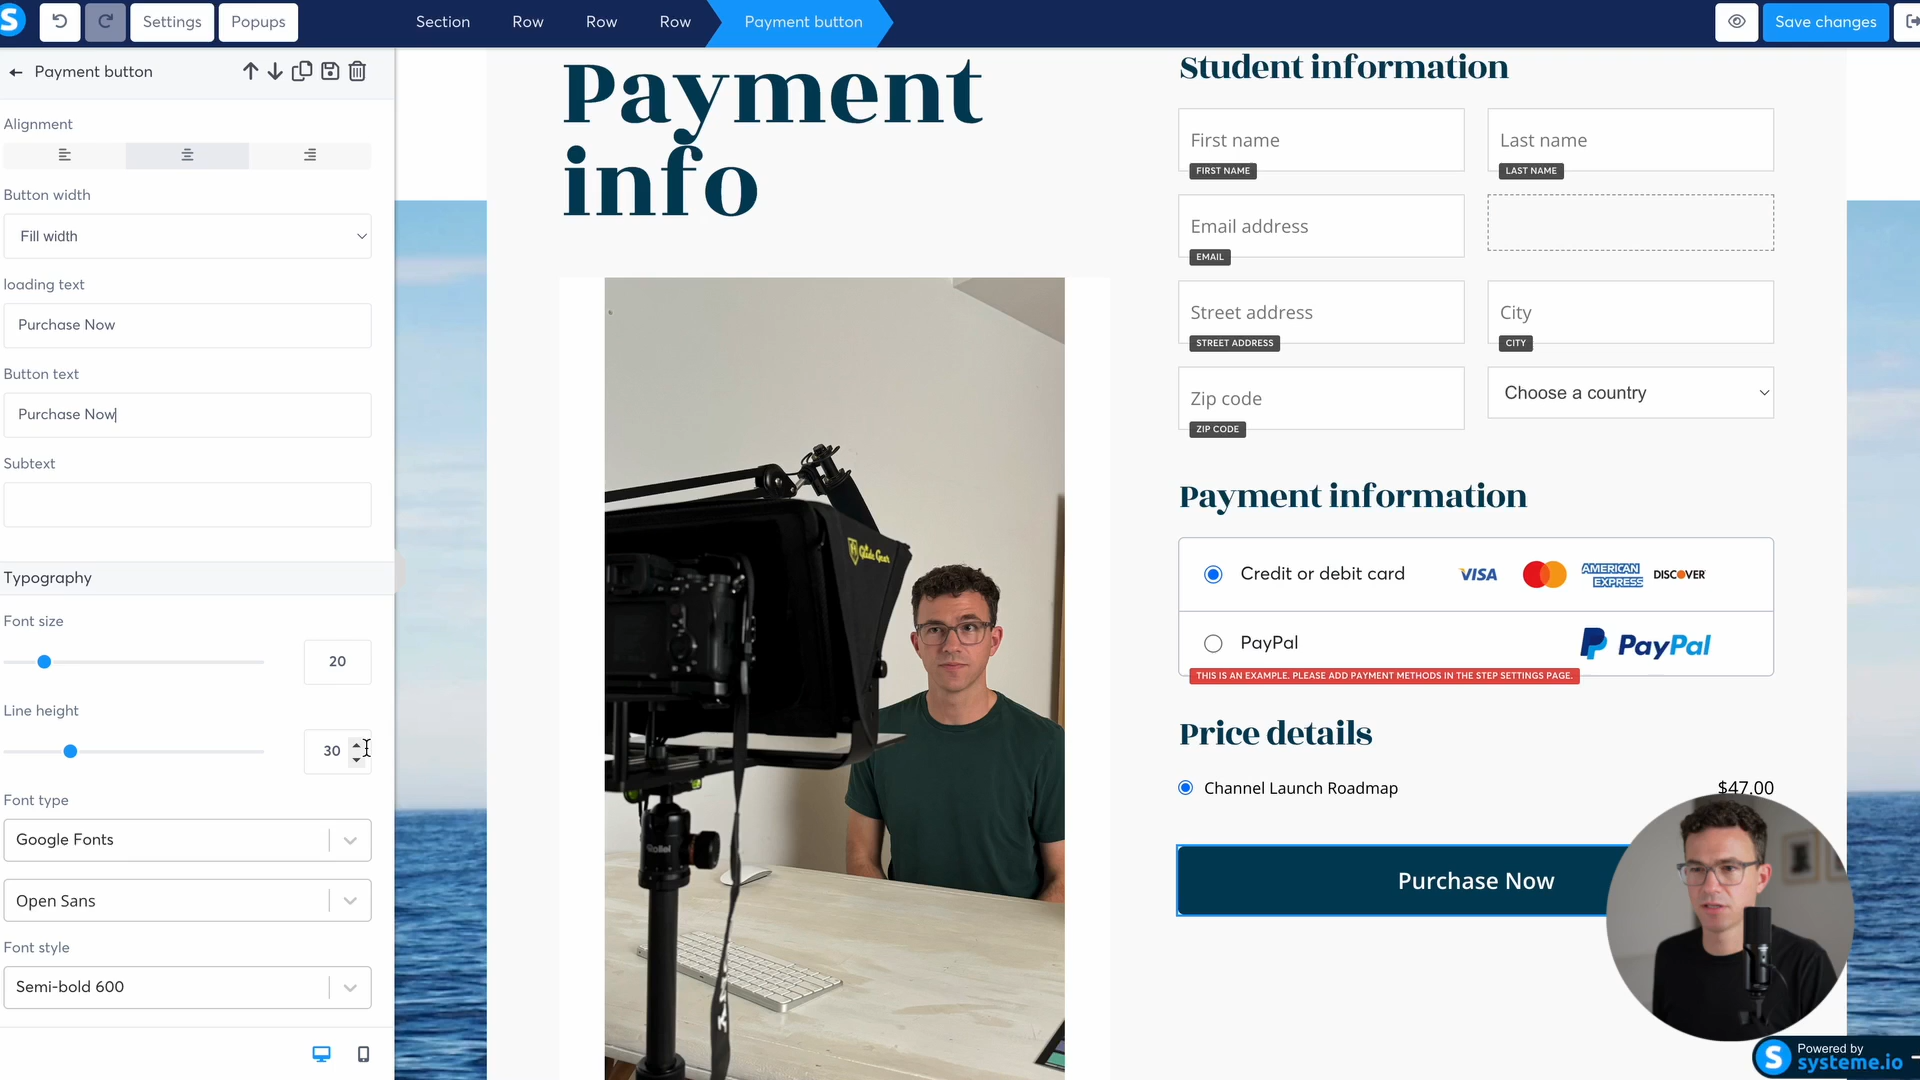 Settings
Popups
Section
Row
Row
Row
Payment button
Save changes
Payment button
Alignment
Button width
Fill width
loading text
Purchase Now
Button text
Purchase Now
Subtext
Typography
Font size
20
Line height
30
Font type
Google Fonts
Open Sans
Font style
Semi-bold 600
Payment
info
Glide Gear
Rollei
Student information
First name
FIRST NAME
Last name
LAST NAME
Email address
EMAIL
Street address
STREET ADDRESS
City
CITY
Zip code
ZIP CODE
Choose a country
Payment information
Credit or debit card
VISA
AMERICAN
EXPRESS
DISCOVER
PayPal
PayPal
THIS IS AN EXAMPLE. PLEASE ADD PAYMENT METHODS IN THE STEP SETTINGS PAGE.
Price details
Channel Launch Roadmap
$47.00
Purchase Now
Powered by
systeme.io